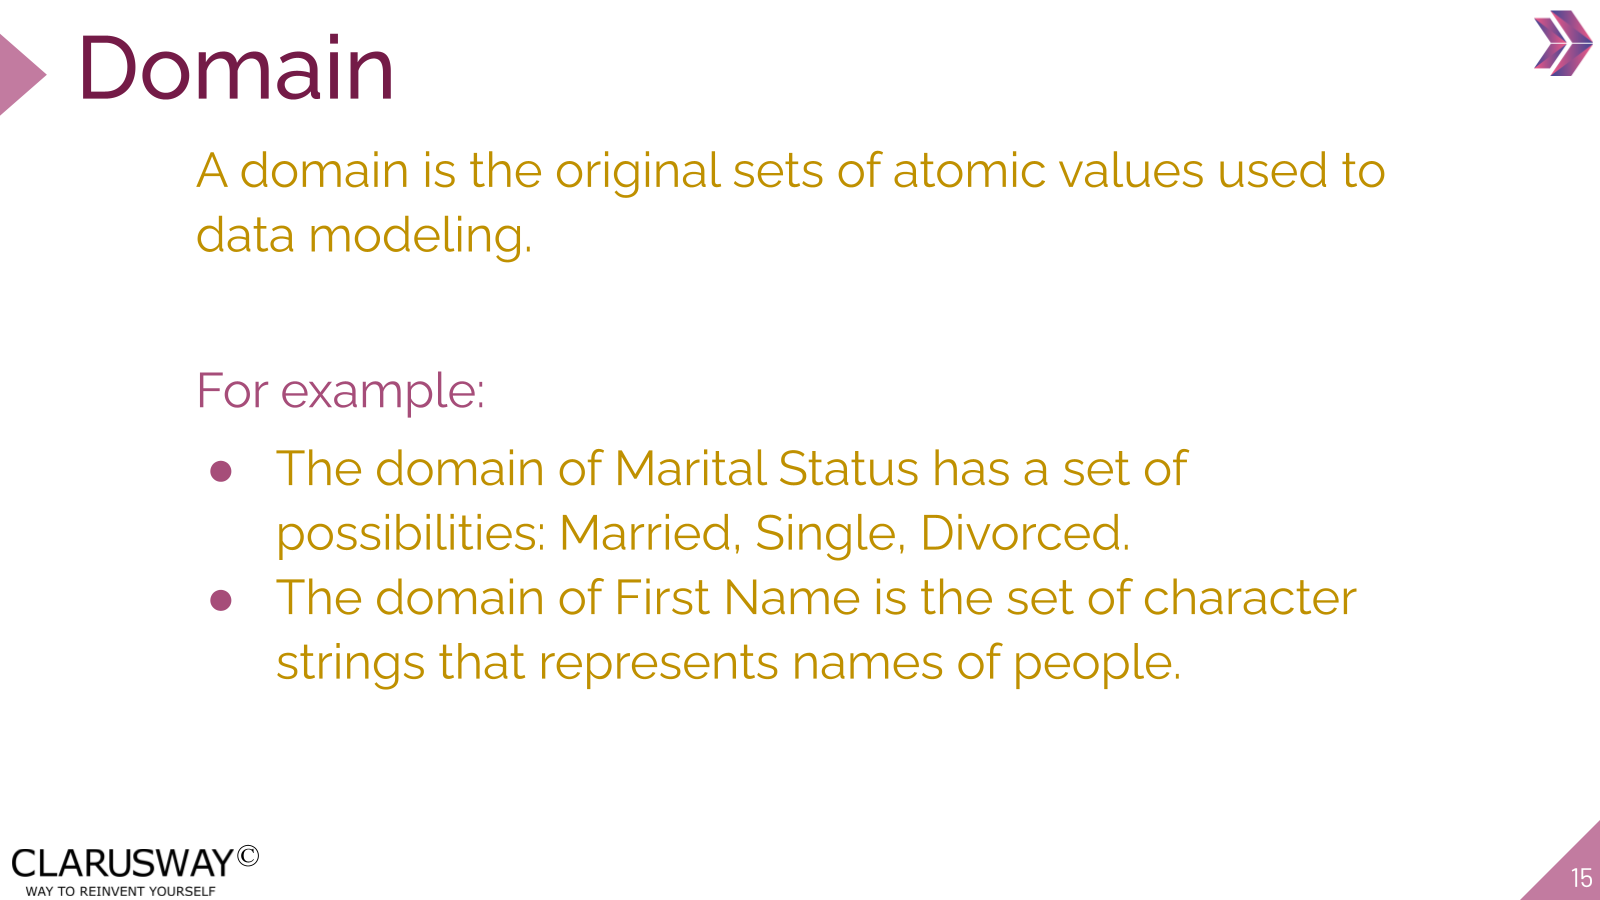 Domain
A domain is the original sets of atomic values used to
data modeling.
For example:
● The domain of Marital Status has a set of
possibilities: Married, Single, Divorced.
● The domain of First Name is the set of character
strings that represents names of people.
CLARUSWAY©
WAY TO REINVENT YOURSELF
15